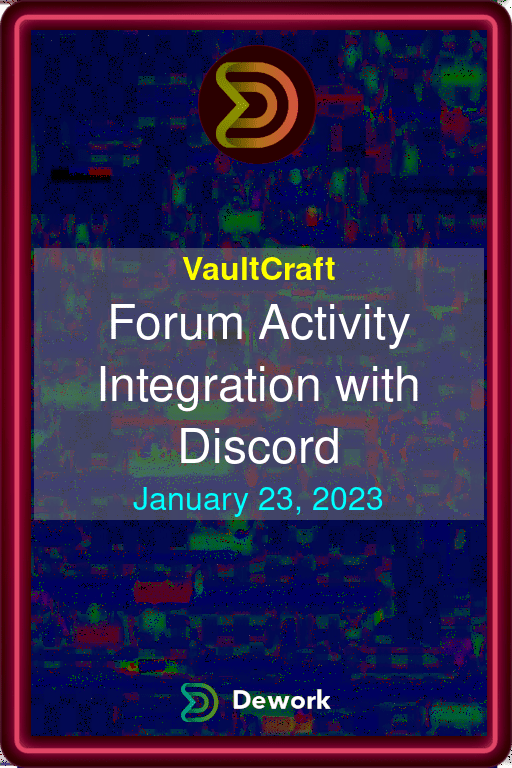 VaultCraft
Forum Activity
Integration with
Discord
January 23, 2023
Dework